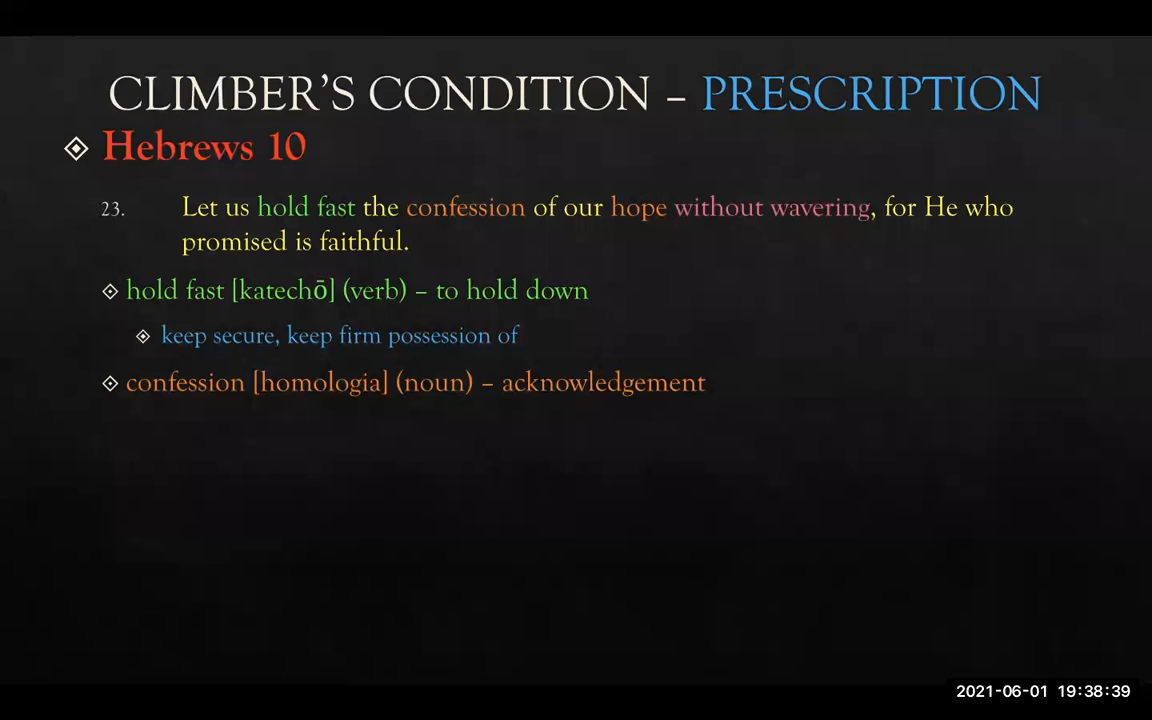 CLIMBER’S CONDITION – PRESCRIPTION
Hebrews 10
23. Let us hold fast the confession of our hope without wavering, for He who
promised is faithful.
hold fast [katechō] (verb) – to hold down
keep secure, keep firm possession of
confession [homologia] (noun) – acknowledgement
2021-06-01 19:38:39